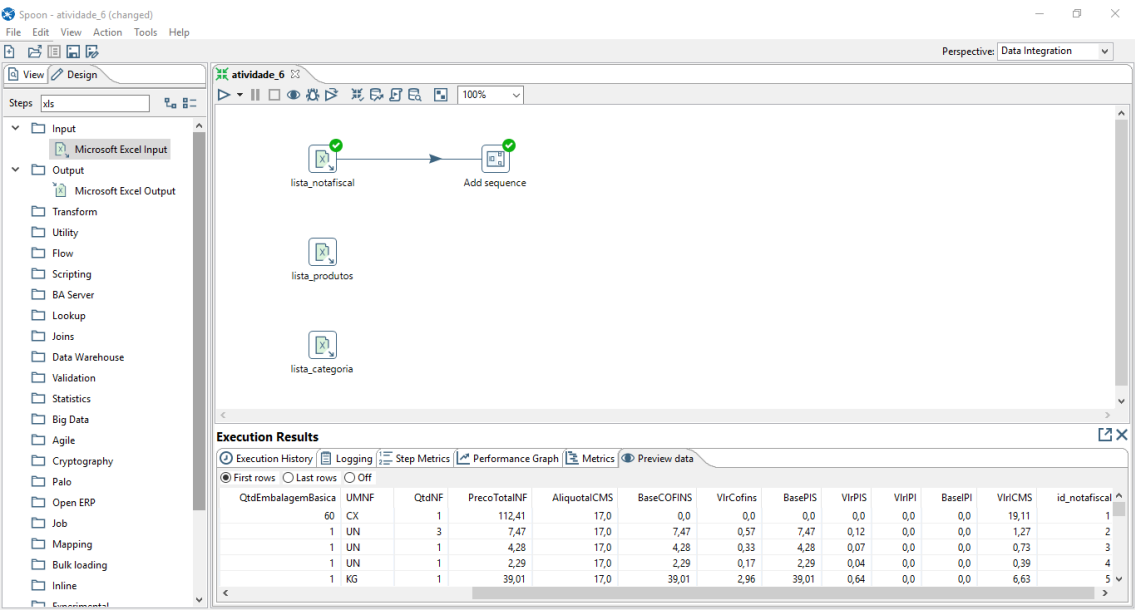 Spoon - atividade_6 (changed)
File Edit View Action Tools Help
Perspective: Data Integration
View Design
Steps xls
Input
Microsoft Excel Input
Output
Microsoft Excel Output
Transform
Utility
Flow
Scripting
BA Server
Lookup
Joins
Data Warehouse
Validation
Statistics
Big Data
Agile
Cryptography
Palo
Open ERP
Job
Mapping
Bulk loading
Inline
Experimental
atividade_6
100%
lista_notafiscal
Add sequence
lista_produtos
lista_categoria
Execution Results
Execution History Logging Step Metrics Performance Graph Metrics Preview data
First rows Last rows Off
QtdEmbalagemBasica UMNF QtdNF PrecoTotalNF AliquotaICMS BaseCOFINS VlrCofins BasePIS VlrPIS VlrIPI BaseIPI VlrICMS id_notafiscal
60 CX 1 112,41 17,0 0,0 0,0 0,0 0,0 0,0 0,0 19,11 1
1 UN 3 7,47 17,0 7,47 0,57 7,47 0,12 0,0 0,0 1,27 2
1 UN 1 4,28 17,0 4,28 0,33 4,28 0,07 0,0 0,0 0,73 3
1 UN 1 2,29 17,0 2,29 0,17 2,29 0,04 0,0 0,0 0,39 4
1 KG 1 39,01 17,0 39,01 2,96 39,01 0,64 0,0 0,0 6,63 5